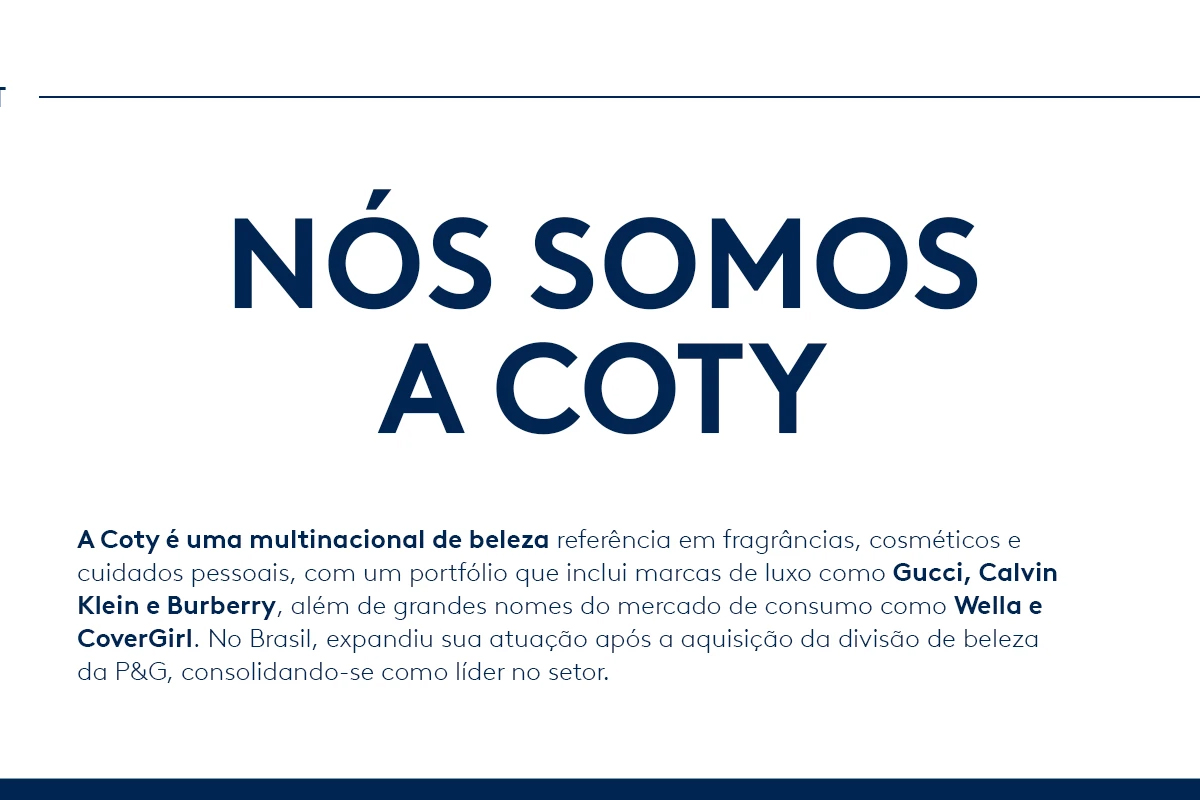 NÓS SOMOS
A COTY
A Coty é uma multinacional de beleza referência em fragrâncias, cosméticos e
cuidados pessoais, com um portfólio que inclui marcas de luxo como Gucci, Calvin
Klein e Burberry, além de grandes nomes do mercado de consumo como Wella e
CoverGirl. No Brasil, expandiu sua atuação após a aquisição da divisão de beleza
da P&G, consolidando-se como líder no setor.